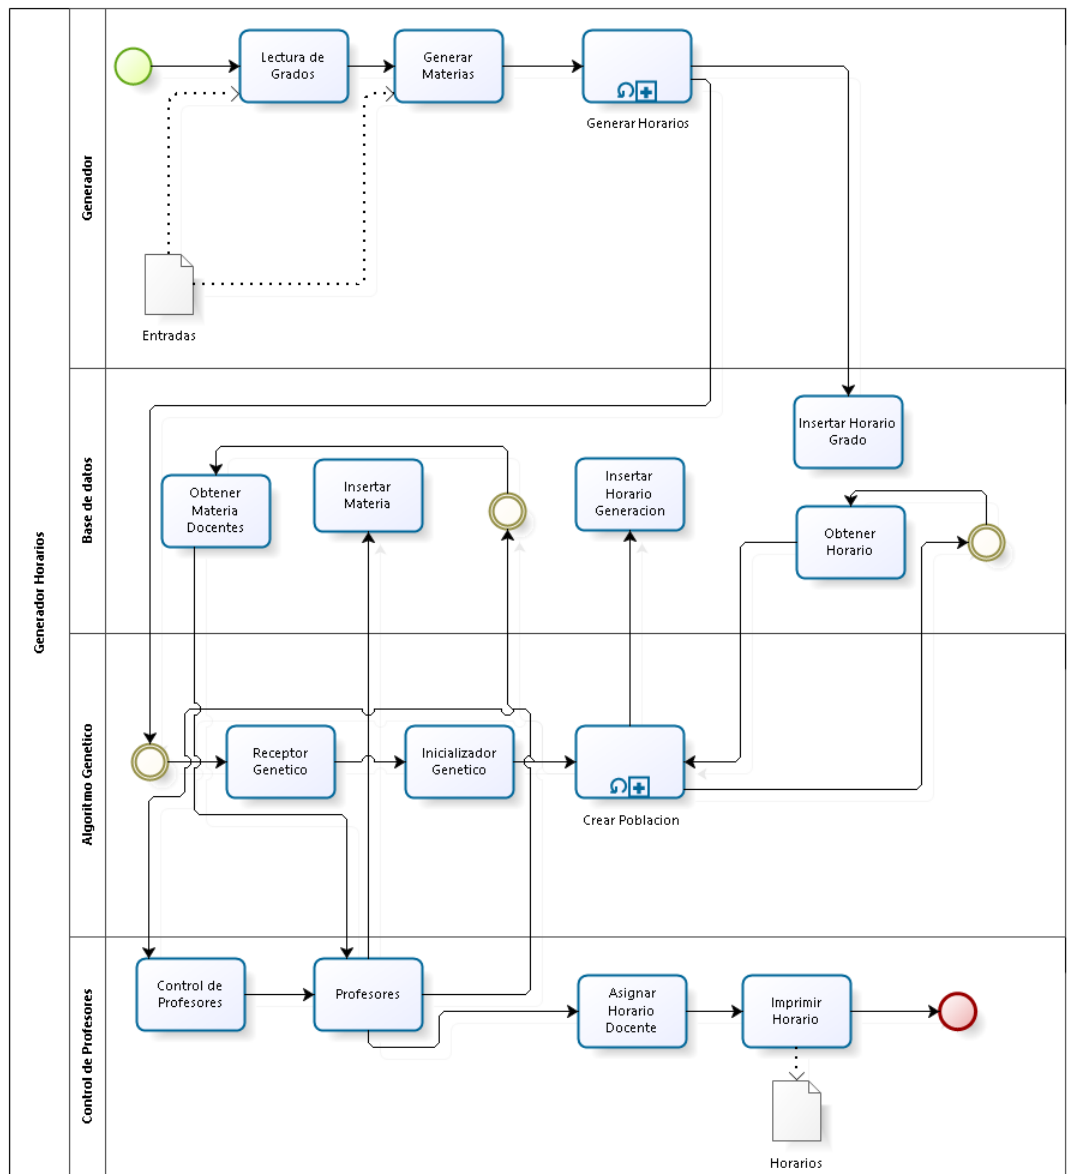 Generador Horarios
Generador
Lectura de
Grados
Generar
Materias
Generar Horarios
Entradas
Base de datos
Insertar Horario
Grado
Obtener
Materia
Docentes
Insertar
Materia
Insertar
Horario
Generacion
Obtener
Horario
Algoritmo Genetico
Receptor
Genetico
Inicializador
Genetico
Crear Poblacion
Control de Profesores
Control de
Profesores
Profesores
Asignar
Horario
Docente
Imprimir
Horario
Horarios